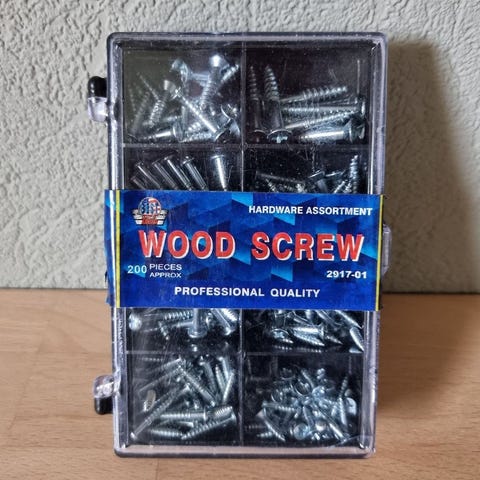 HARDWARE ASSORTMENT
WOOD SCREW
200 PIECES APPROX
2917-01
PROFESSIONAL QUALITY